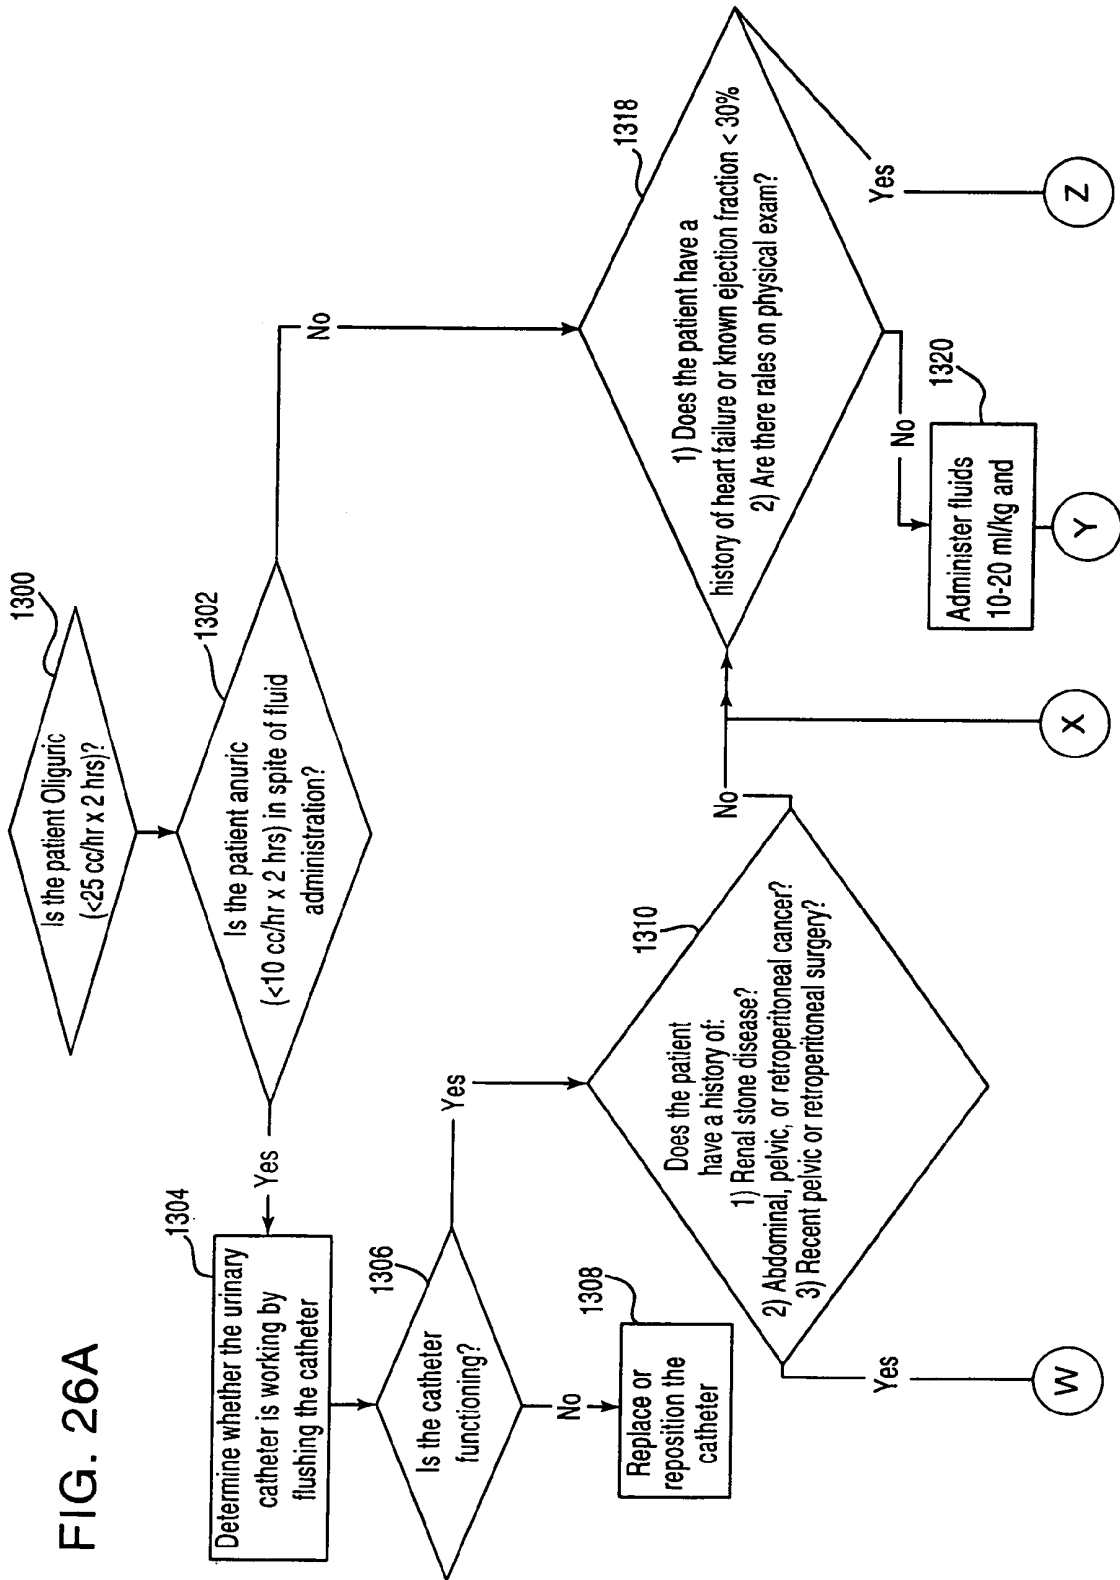 FIG. 26A
1300
Is the patient Oliguric
(<25 cc/hr x 2 hrs)?
1302
Is the patient anuric
(<10 cc/hr x 2 hrs) in spite of fluid
administration?
Yes
No
1304
Determine whether the urinary
catheter is working by
flushing the catheter
1306
Is the catheter
functioning?
Yes
No
1308
Replace or
reposition the
catheter
1310
Does the patient
have a history of:
1) Renal stone disease?
2) Abdominal, pelvic, or retroperitoneal cancer?
3) Recent pelvic or retroperitoneal surgery?
Yes
No
W
X
1318
1) Does the patient have a
history of heart failure or known ejection fraction < 30%
2) Are there rales on physical exam?
No
Yes
1320
Administer fluids
10-20 ml/kg and
Y
Z